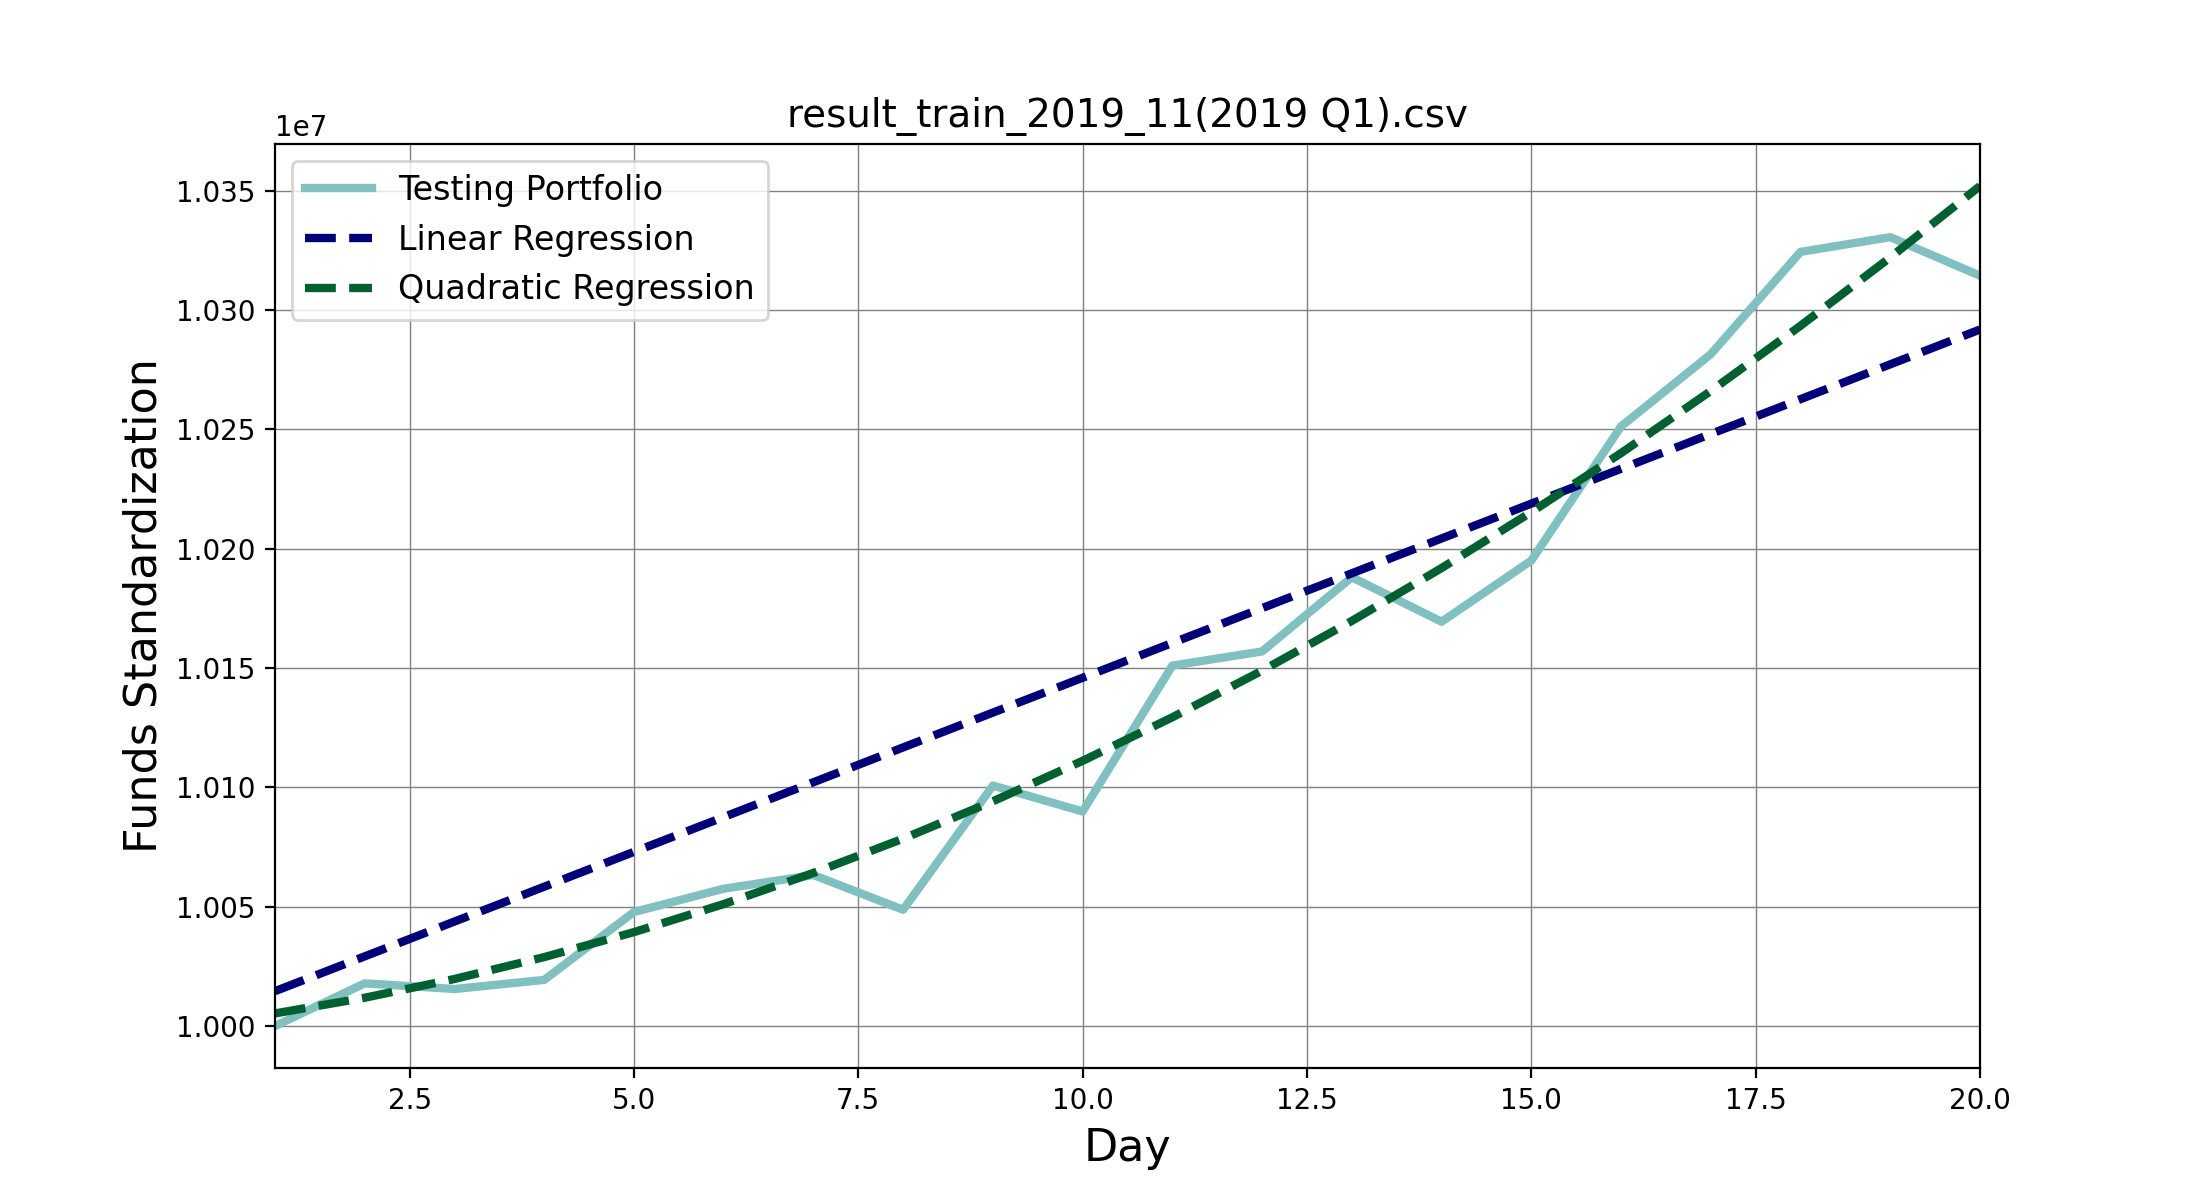 result_train_2019_11(2019 Q1).csv
1e7
Testing Portfolio
Linear Regression
Quadratic Regression
Funds Standardization
1.035
1.030
1.025
1.020
1.015
1.010
1.005
1.000
2.5 5.0 7.5 10.0 12.5 15.0 17.5 20.0
Day